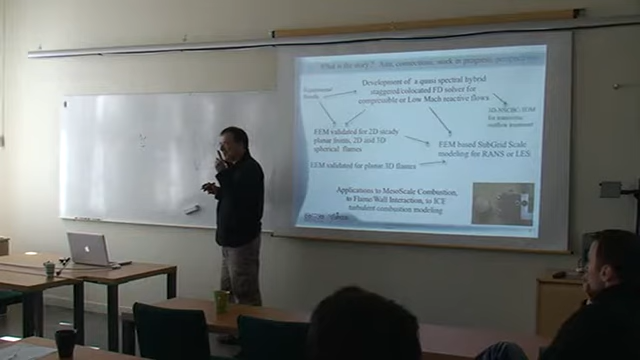 What is the story? Aim, connection, work in progress, perspectives
Development of a quasi spectral hybrid
staggered/colocated FD solver for
compressible or Low Mach reactive flows
EEM validated for 2D steady
planar fronts, 2D and 3D
spherical flames
EEM based SubGrid Scale
modeling for RANS or LES
EEM validated for planar 3D flames
Applications to MesoScale Combustion,
to Flame/Wall Interaction, to ICE
turbulent combustion modeling